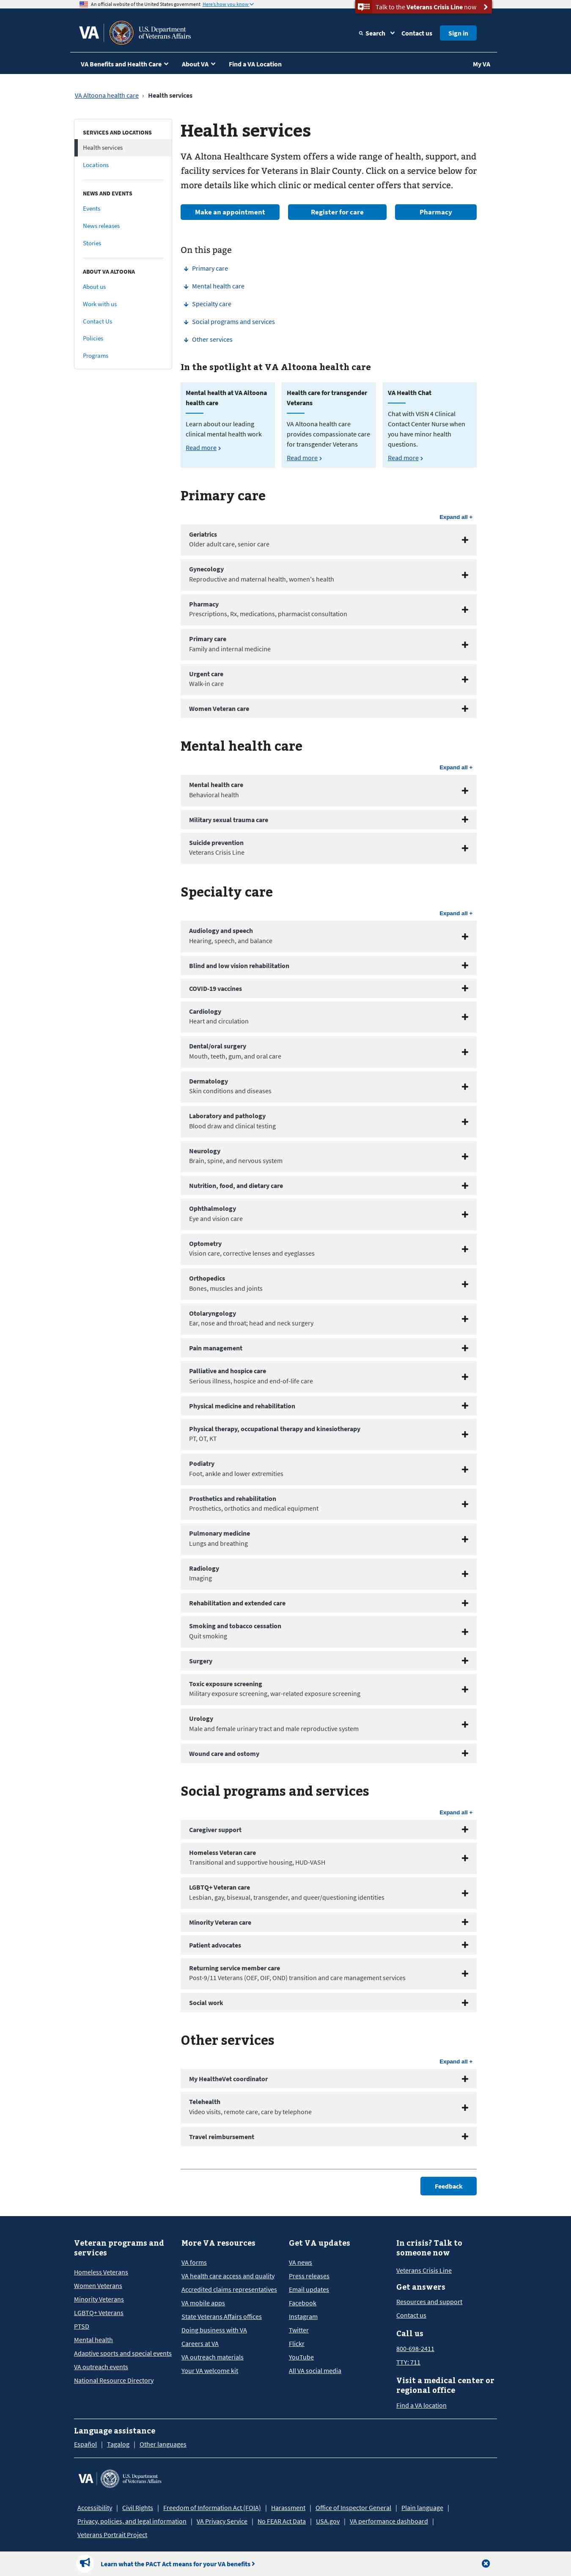 An official website of the United States government Here's how you know
Talk to the Veterans Crisis Line now
VA
U.S. Department
of Veterans Affairs
Search
Contact us
Sign in
VA Benefits and Health Care
About VA
Find a VA Location
My VA
VA Altoona health care › Health services
SERVICES AND LOCATIONS
Health services
Locations
NEWS AND EVENTS
Events
News releases
Stories
ABOUT VA ALTOONA
About us
Work with us
Contact Us
Policies
Programs
Health services
VA Altona Healthcare System offers a wide range of health, support, and
facility services for Veterans in Blair County. Click on a service below for
more details like which clinic or medical center offers that service.
Make an appointment
Register for care
Pharmacy
On this page
Primary care
Mental health care
Specialty care
Social programs and services
Other services
In the spotlight at VA Altoona health care
Mental health at VA Altoona
health care
Learn about our leading
clinical mental health work
Read more
Health care for transgender
Veterans
VA Altoona health care
provides compassionate care
for transgender Veterans
Read more
VA Health Chat
Chat with VISN 4 Clinical
Contact Center Nurse when
you have minor health
questions.
Read more
Primary care
Expand all +
Geriatrics
Older adult care, senior care
Gynecology
Reproductive and maternal health, women's health
Pharmacy
Prescriptions, Rx, medications, pharmacist consultation
Primary care
Family and internal medicine
Urgent care
Walk-in care
Women Veteran care
Mental health care
Expand all +
Mental health care
Behavioral health
Military sexual trauma care
Suicide prevention
Veterans Crisis Line
Specialty care
Expand all +
Audiology and speech
Hearing, speech, and balance
Blind and low vision rehabilitation
COVID-19 vaccines
Cardiology
Heart and circulation
Dental/oral surgery
Mouth, teeth, gum, and oral care
Dermatology
Skin conditions and diseases
Laboratory and pathology
Blood draw and clinical testing
Neurology
Brain, spine, and nervous system
Nutrition, food, and dietary care
Ophthalmology
Eye and vision care
Optometry
Vision care, corrective lenses and eyeglasses
Orthopedics
Bones, muscles and joints
Otolaryngology
Ear, nose and throat; head and neck surgery
Pain management
Palliative and hospice care
Serious illness, hospice and end-of-life care
Physical medicine and rehabilitation
Physical therapy, occupational therapy and kinesiotherapy
PT, OT, KT
Podiatry
Foot, ankle and lower extremities
Prosthetics and rehabilitation
Prosthetics, orthotics and medical equipment
Pulmonary medicine
Lungs and breathing
Radiology
Imaging
Rehabilitation and extended care
Smoking and tobacco cessation
Quit smoking
Surgery
Toxic exposure screening
Military exposure screening, war-related exposure screening
Urology
Male and female urinary tract and male reproductive system
Wound care and ostomy
Social programs and services
Expand all +
Caregiver support
Homeless Veteran care
Transitional and supportive housing, HUD-VASH
LGBTQ+ Veteran care
Lesbian, gay, bisexual, transgender, and queer/questioning identities
Minority Veteran care
Patient advocates
Returning service member care
Post-9/11 Veterans (OEF, OIF, OND) transition and care management services
Social work
Other services
Expand all +
My HealtheVet coordinator
Telehealth
Video visits, remote care, care by telephone
Travel reimbursement
Feedback
Veteran programs and
services
Homeless Veterans
Women Veterans
Minority Veterans
LGBTQ+ Veterans
PTSD
Mental health
Adaptive sports and special events
VA outreach events
National Resource Directory
More VA resources
VA forms
VA health care access and quality
Accredited claims representatives
VA mobile apps
State Veterans Affairs offices
Doing business with VA
Careers at VA
VA outreach materials
Your VA welcome kit
Get VA updates
VA news
Press releases
Email updates
Facebook
Instagram
Twitter
Flickr
YouTube
All VA social media
In crisis? Talk to
someone now
Veterans Crisis Line
Get answers
Resources and support
Contact us
Call us
800-698-2411
TTY: 711
Visit a medical center or
regional office
Find a VA location
Language assistance
Español | Tagalog | Other languages
VA
U.S. Department
of Veterans Affairs
Accessibility | Civil Rights | Freedom of Information Act (FOIA) | Harassment | Office of Inspector General | Plain language |
Privacy, policies, and legal information | VA Privacy Service | No FEAR Act Data | USA.gov | VA performance dashboard |
Veterans Portrait Project
Learn what the PACT Act means for your VA benefits